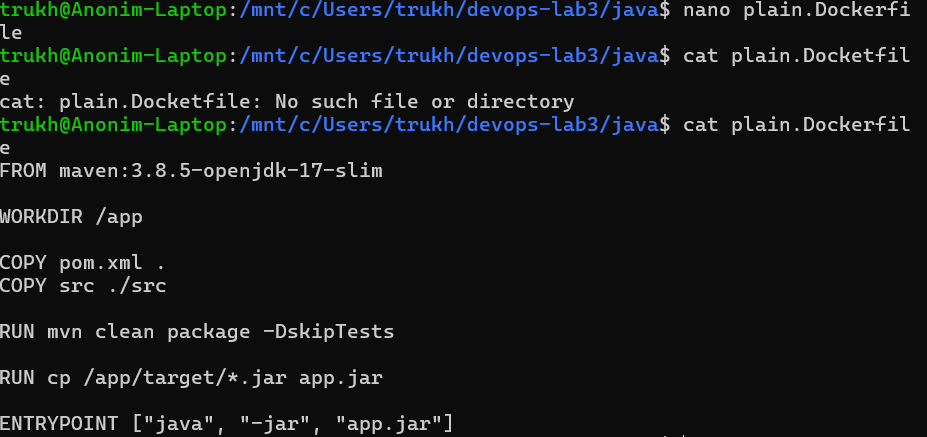 trukh@Anonim-Laptop:/mnt/c/Users/trukh/devops-lab3/java$ nano plain.Dockerfi
le
trukh@Anonim-Laptop:/mnt/c/Users/trukh/devops-lab3/java$ cat plain.Docketfil
e
cat: plain.Docketfile: No such file or directory
trukh@Anonim-Laptop:/mnt/c/Users/trukh/devops-lab3/java$ cat plain.Dockerfil
e
FROM maven:3.8.5-openjdk-17-slim
WORKDIR /app
COPY pom.xml .
COPY src ./src
RUN mvn clean package -DskipTests
RUN cp /app/target/*.jar app.jar
ENTRYPOINT ["java", "-jar", "app.jar"]